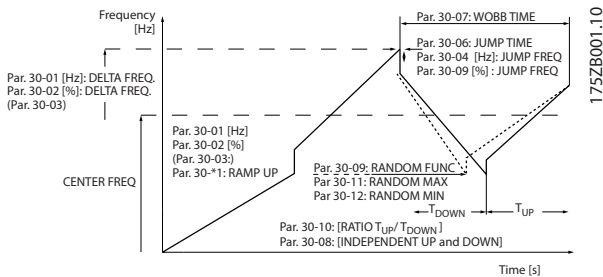 Frequency
[Hz]
Par. 30-07: WOBB TIME
Par. 30-06: JUMP TIME
Par. 30-04 [Hz]: JUMP FREQ
Par. 30-09 [%] : JUMP FREQ
Par. 30-01 [Hz]: DELTA FREQ.
Par. 30-02 [%]: DELTA FREQ.
(Par. 30-03)
175ZB001.10
Par. 30-01 [Hz]
Par. 30-02 [%]
(Par. 30-03:)
Par. 30-*1: RAMP UP
CENTER FREQ
Par. 30-09: RANDOM FUNC
Par 30-11: RANDOM MAX
Par 30-12: RANDOM MIN
TDOWN
TUP
Par. 30-10: [RATIO TUP/ TDOWN ]
Par. 30-08: [INDEPENDENT UP and DOWN]
Time [s]